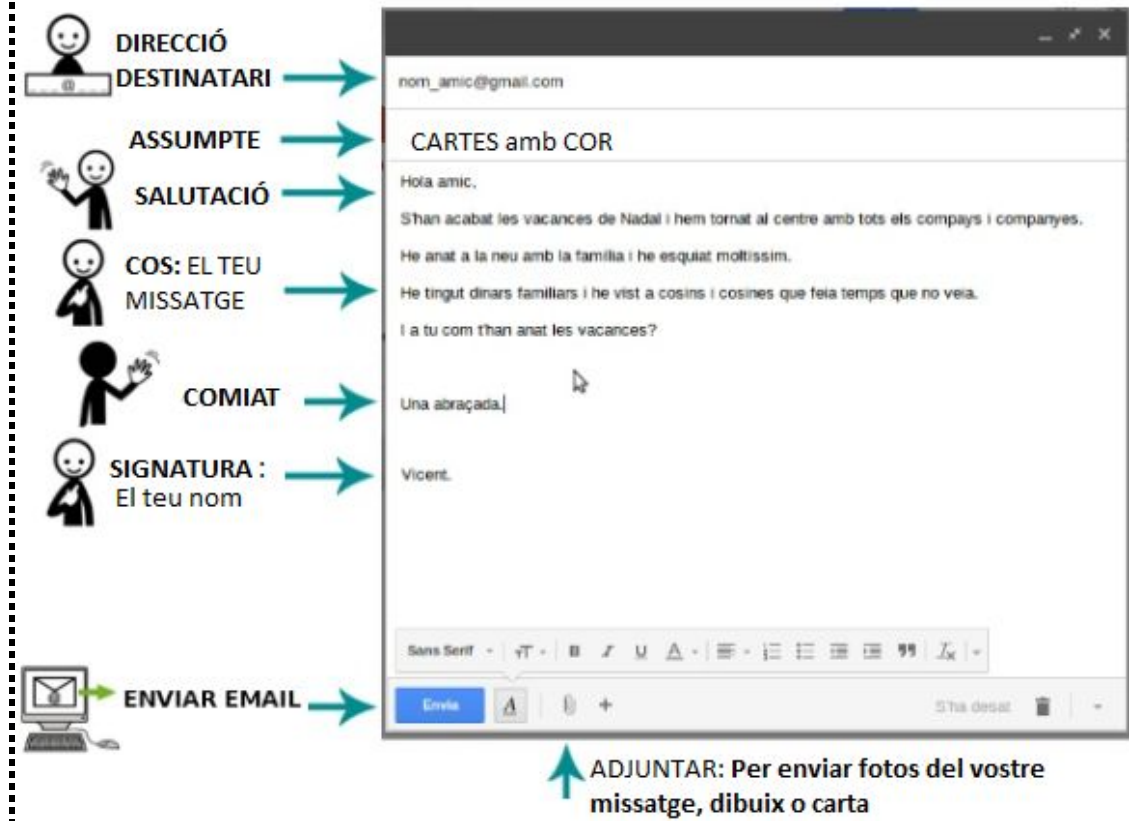 DIRECCIÓ
DESTINATARI
nom_amic@gmail.com
ASSUMPTE
CARTES amb COR
SALUTACIÓ
Hola amic,
S'han acabat les vacances de Nadal i hem tornat al centre amb tots els compays i companyes.
COS: EL TEU
MISSATGE
He anat a la neu amb la família i he esquiat moltíssim.
He tingut dinars familiars i he vist a cosins i cosines que feia temps que no veia.
I a tu com t'han anat les vacances?
COMIAT
Una abraçada.
SIGNATURA :
El teu nom
Vicent.
Sans Serif
ENVIAR EMAIL
Envia
S'ha desat
ADJUNTAR: Per enviar fotos del vostre
missatge, dibuix o carta